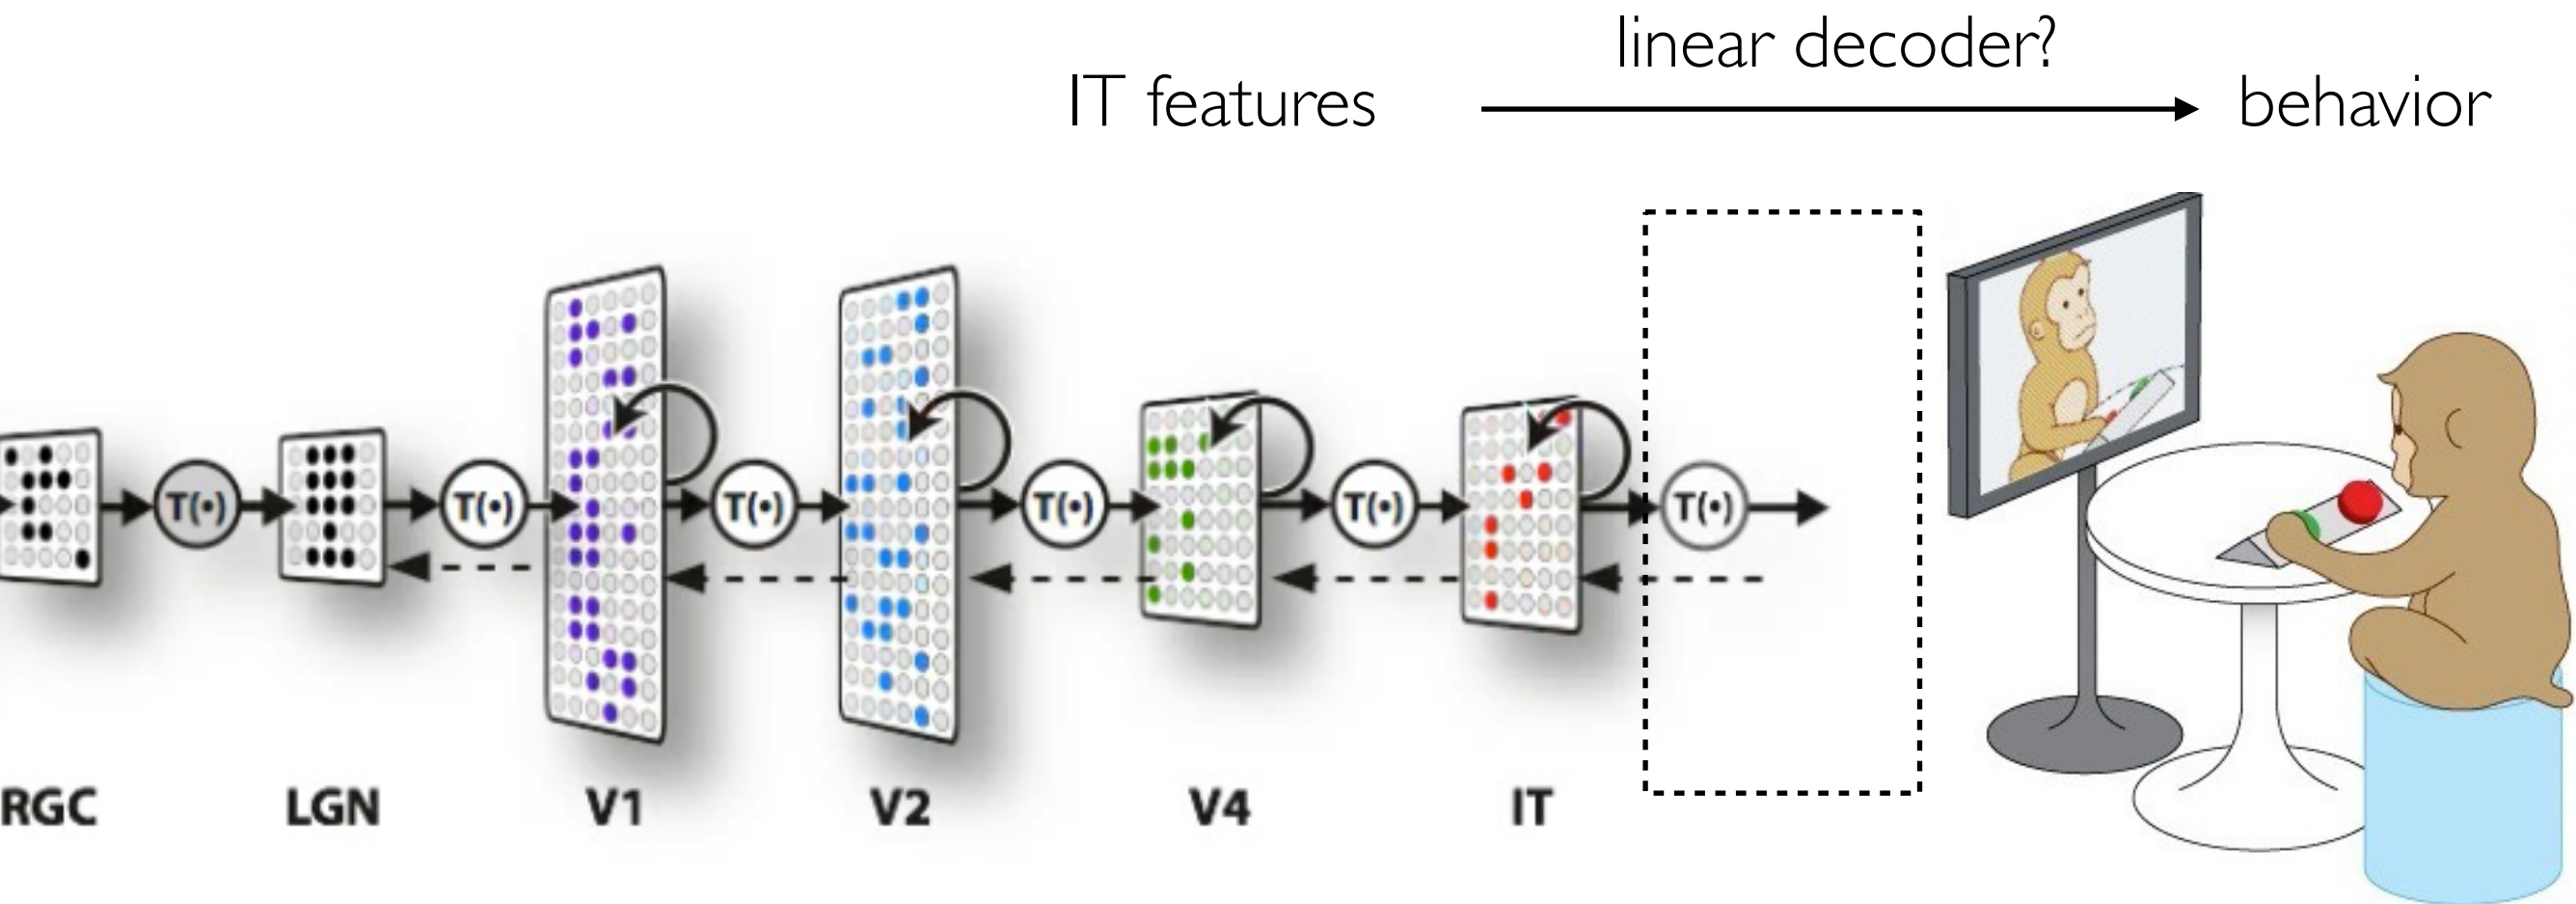 linear decoder?
IT features
behavior
T(•)
T(•)
T(•)
T(•)
T(•)
T(•)
RGC
LGN
V1
V2
V4
IT